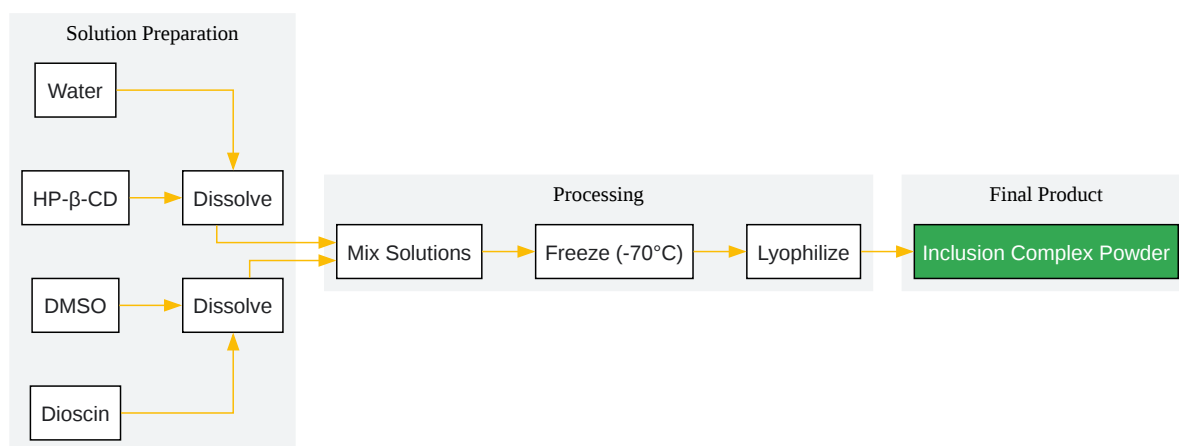 Solution Preparation
Water
HP-β-CD
Dissolve
DMSO
Dissolve
Dioscin
Processing
Mix Solutions
Freeze (-70°C)
Lyophilize
Final Product
Inclusion Complex Powder